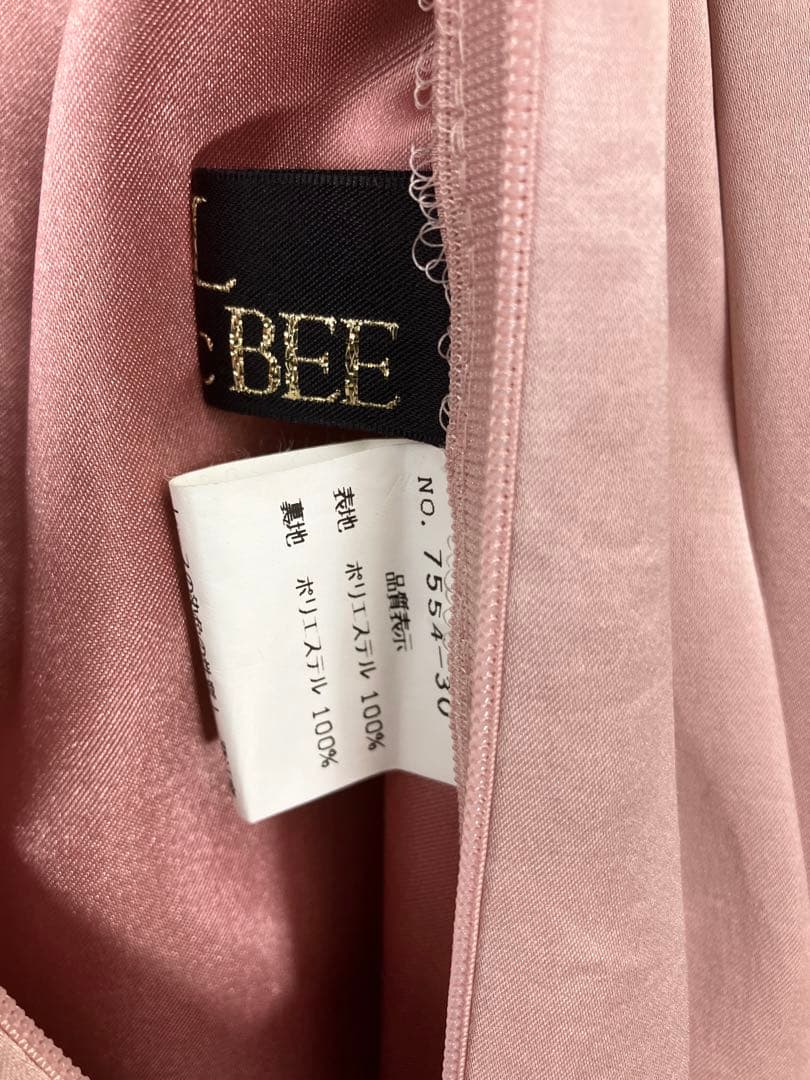 L
c BEE
NO. 7554-30
品質表示
表地 ポリエステル 100%
裏地 ポリエステル 100%